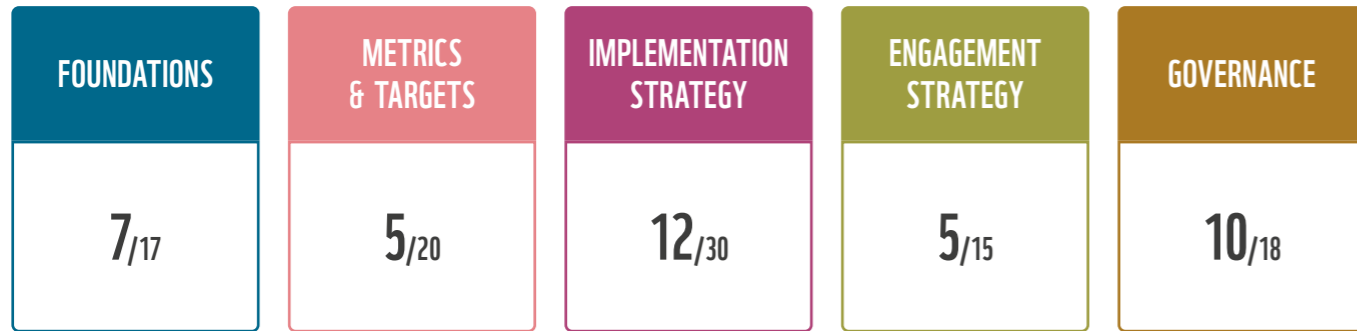 FOUNDATIONS
METRICS
& TARGETS
IMPLEMENTATION
STRATEGY
ENGAGEMENT
STRATEGY
GOVERNANCE
7/17
5/20
12/30
5/15
10/18